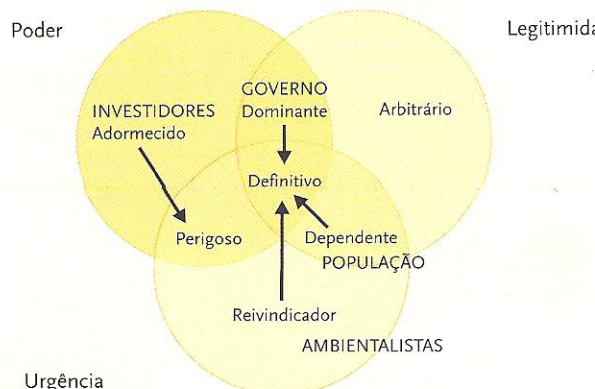 Poder
Legitimida
GOVERNO
Dominante
INVESTIDORES
Adormecido
Arbitrário
Definitivo
Perigoso
Dependente
POPULAÇÃO
Reivindicador
AMBIENTALISTAS
Urgência